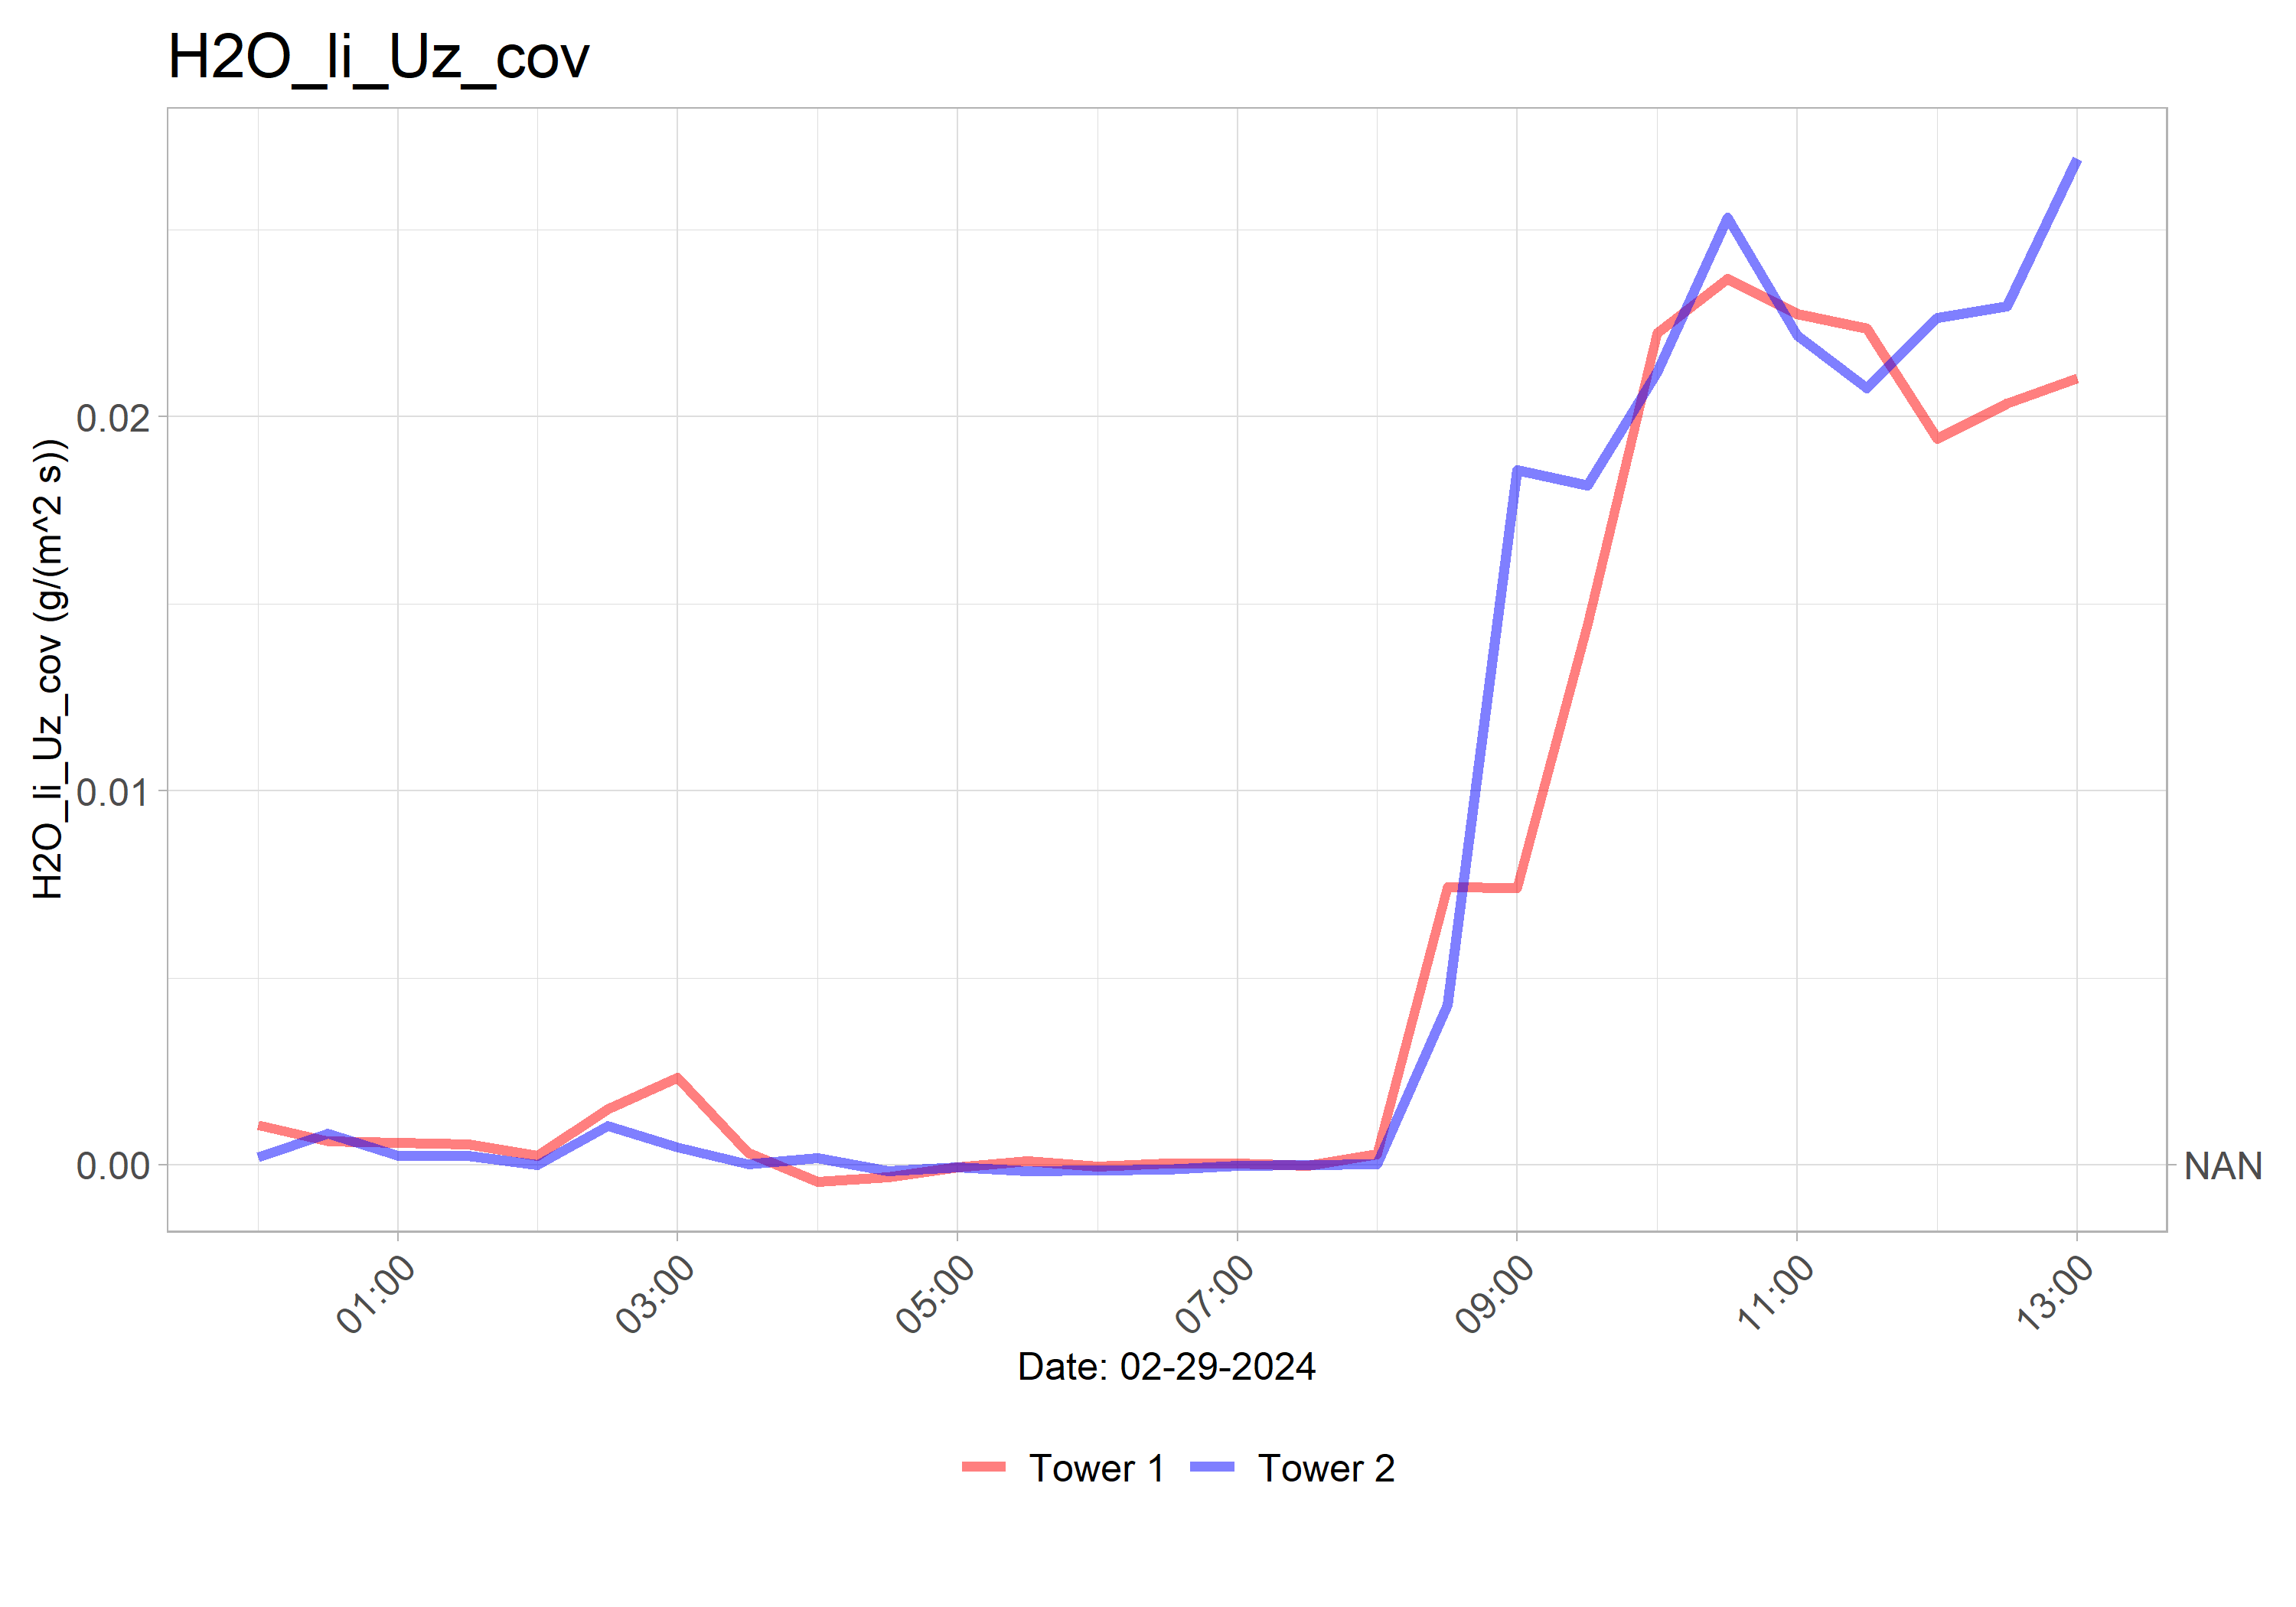 H2O_li_Uz_cov
H2O_li_Uz_cov (g/(m^2 s))
0.02
0.01
0.00
NAN
01:00
03:00
05:00
07:00
09:00
11:00
13:00
Date: 02-29-2024
Tower 1
Tower 2